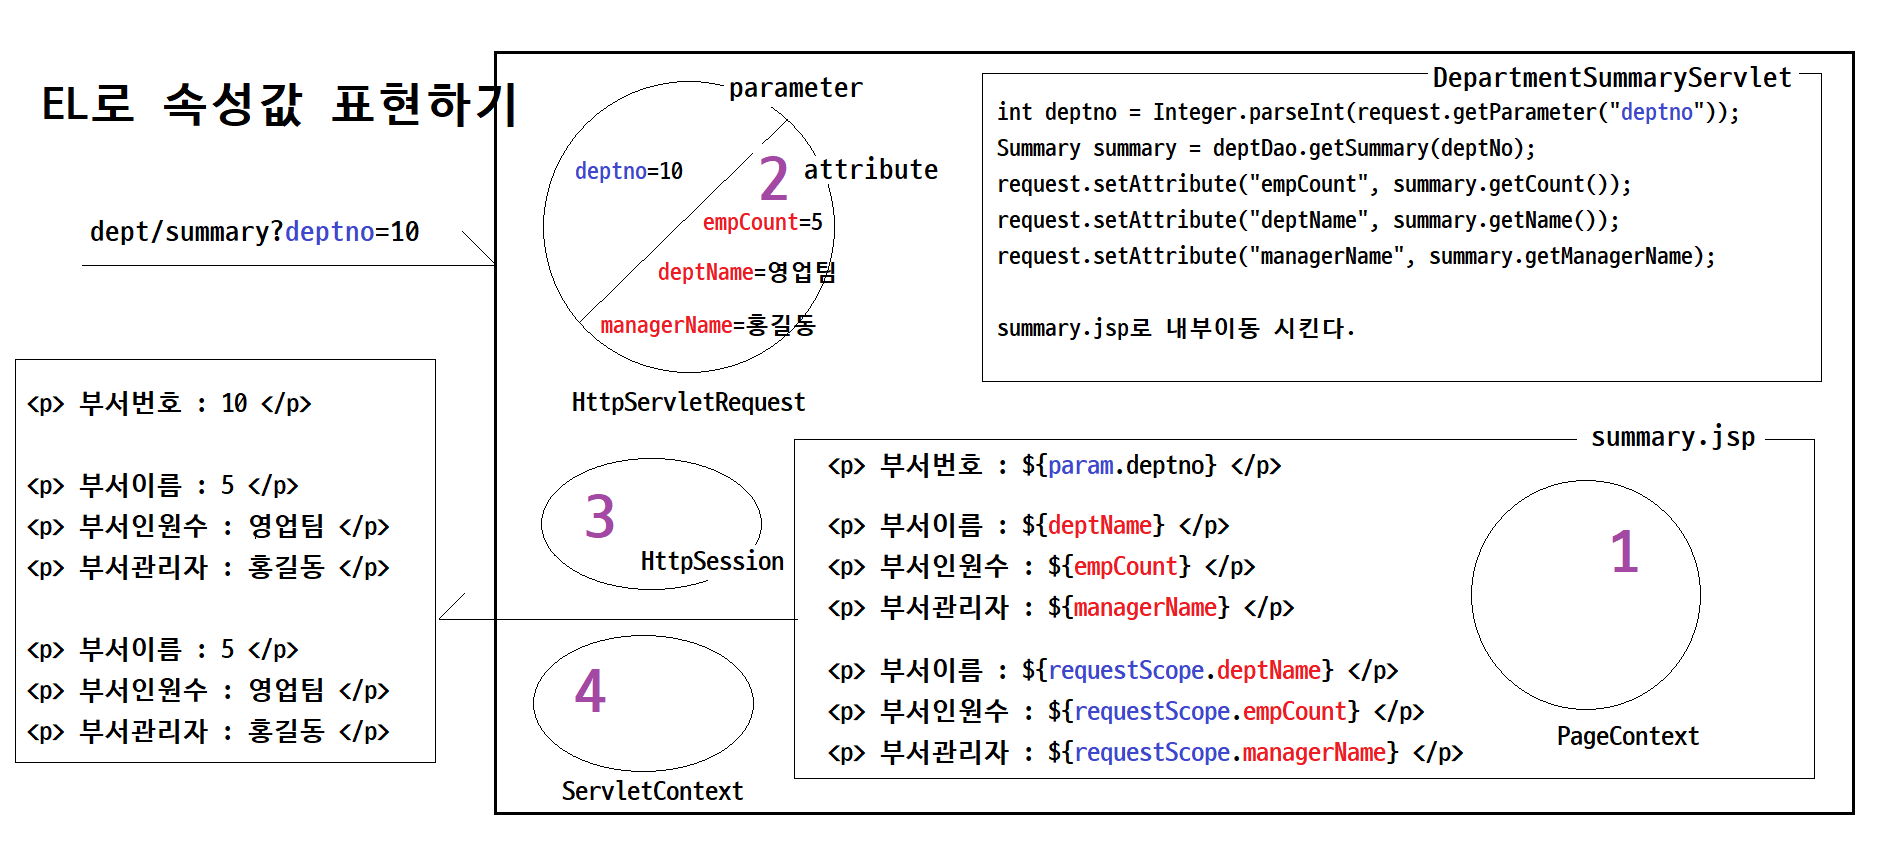 EL로 속성값 표현하기
dept/summary?deptno=10
parameter
deptno=10
2
attribute
empCount=5
deptName=영업팀
managerName=홍길동
HttpServletRequest
DepartmentSummaryServlet
int deptno = Integer.parseInt(request.getParameter("deptno"));
Summary summary = deptDao.getSummary(deptNo);
request.setAttribute("empCount", summary.getCount());
request.setAttribute("deptName", summary.getName());
request.setAttribute("managerName", summary.getManagerName);
summary.jsp로 내부이동 시킨다.
<p> 부서번호 : 10 </p>
<p> 부서이름 : 5 </p>
<p> 부서인원수 : 영업팀 </p>
<p> 부서관리자 : 홍길동 </p>
<p> 부서이름 : 5 </p>
<p> 부서인원수 : 영업팀 </p>
<p> 부서관리자 : 홍길동 </p>
3
HttpSession
4
ServletContext
summary.jsp
<p> 부서번호 : ${param.deptno} </p>
<p> 부서이름 : ${deptName} </p>
<p> 부서인원수 : ${empCount} </p>
<p> 부서관리자 : ${managerName} </p>
<p> 부서이름 : ${requestScope.deptName} </p>
<p> 부서인원수 : ${requestScope.empCount} </p>
<p> 부서관리자 : ${requestScope.managerName} </p>
1
PageContext